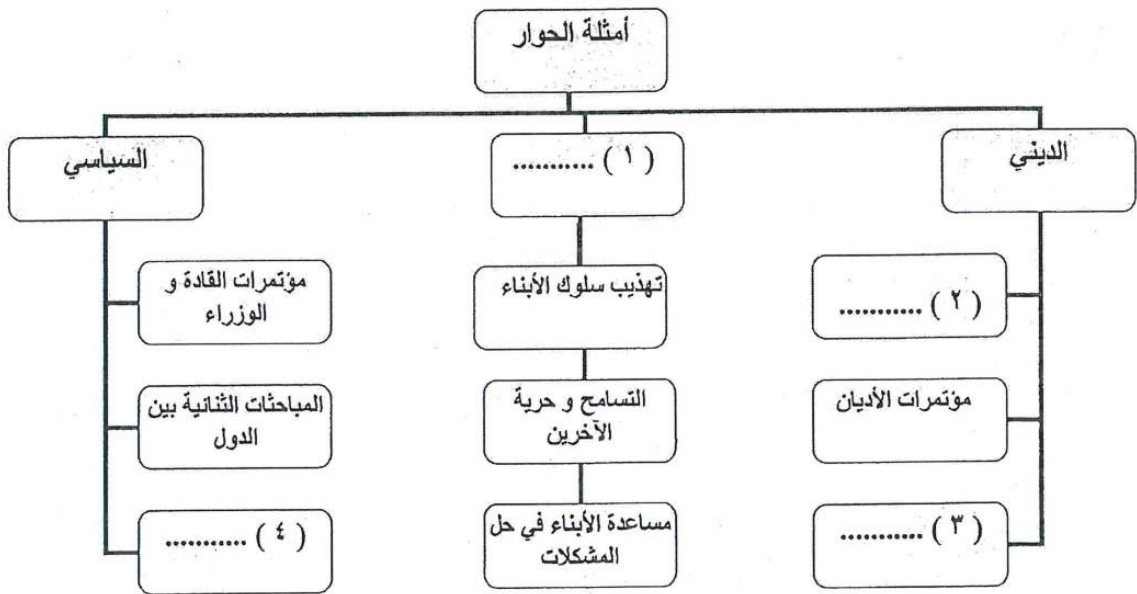 أمثلة الحوار
الديني
( ١ ) ...........
السياسي
( ٢ ) ...........
تهذيب سلوك الأبناء
مؤتمرات القادة و
الوزراء
مؤتمرات الأديان
التسامح و حرية
الآخرين
المباحثات الثنائية بين
الدول
( ٣ ) ...........
مساعدة الأبناء في حل
المشكلات
( ٤ ) ...........